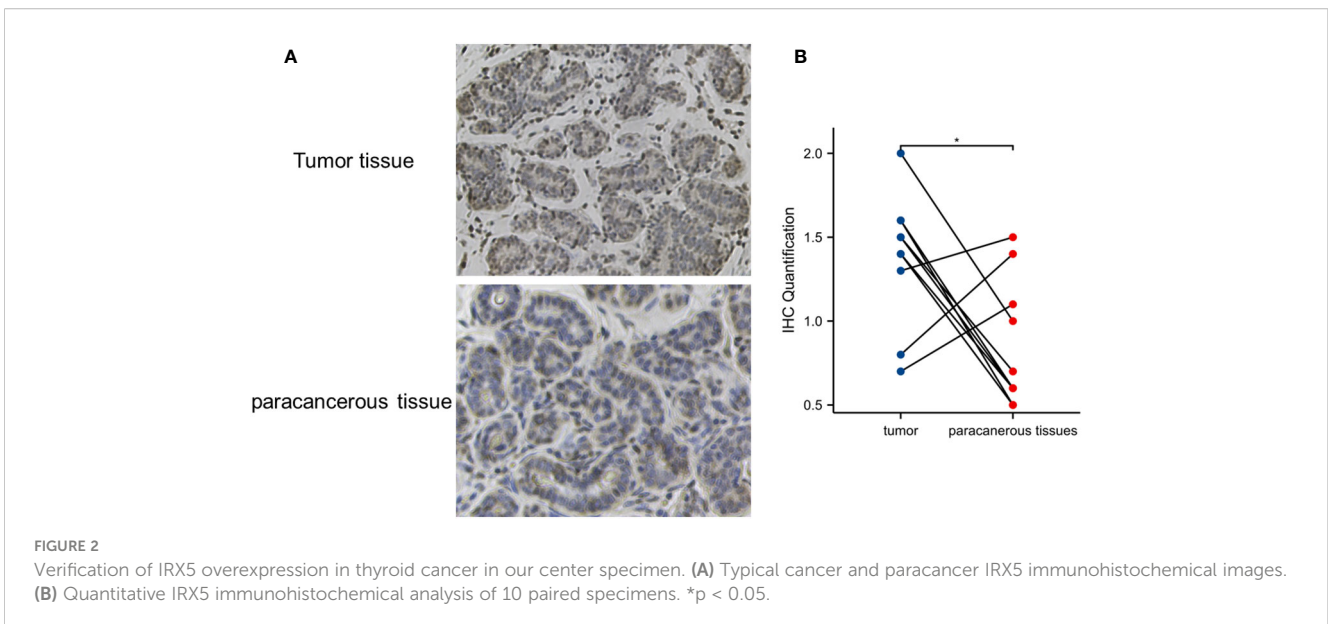 A
Tumor tissue
paracancerous tissue
B
*
IHC Quantification
2.0
1.5
1.0
0.5
tumor
paracanerous tissues
FIGURE 2
Verification of IRX5 overexpression in thyroid cancer in our center specimen. (A) Typical cancer and paracancer IRX5 immunohistochemical images.
(B) Quantitative IRX5 immunohistochemical analysis of 10 paired specimens. *p < 0.05.